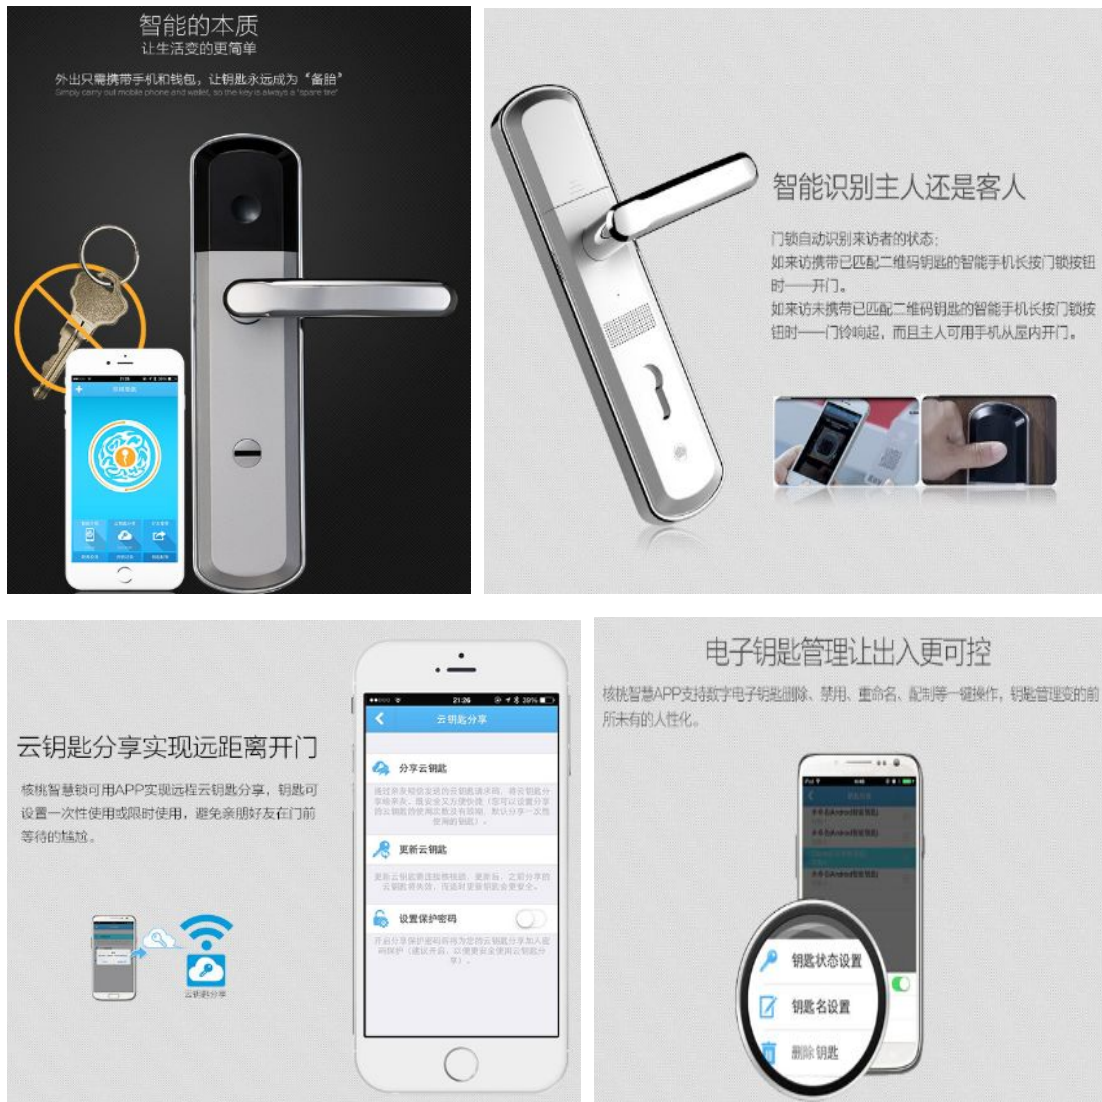 智能的本质
让生活变的更简单
外出只需携带手机和钱包，让钥匙永远成为“备胎”
Simply carry out mobile phone and wallet, so the key is always a "spare tire"
21:26
智能识别主人还是客人
门锁自动识别来访者的状态：
如来访携带已匹配二维码钥匙的智能手机长按门锁按钮
时——开门。
如来访未携带已匹配二维码钥匙的智能手机长按门锁按
钮时——门铃响起，而且主人可用手机从屋内开门。
云钥匙分享实现远距离开门
核桃智慧锁可用APP实现远程云钥匙分享，钥匙可
设置一次性使用或限时使用，避免亲朋好友在门前
等待的尴尬。
云钥匙分享
21:26
39%
云钥匙分享
分享云钥匙
更新云钥匙
设置保护密码
电子钥匙管理让出入更可控
核桃智慧APP支持数字电子钥匙删除、禁用、重命名、配制等一键操作，钥匙管理变的前
所未有的人性化。
钥匙状态设置
钥匙名设置
删除钥匙